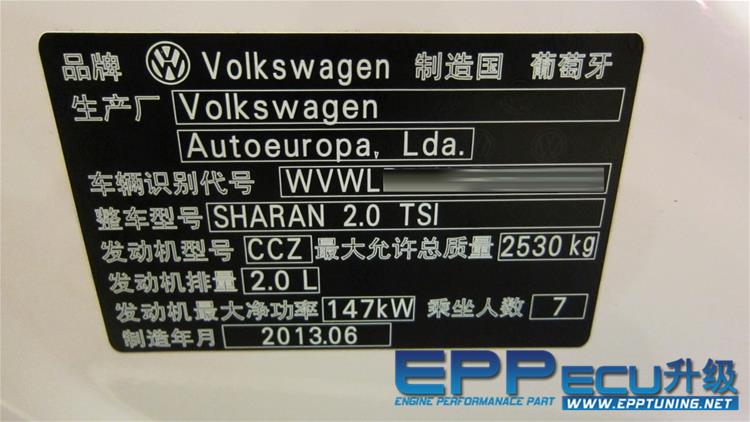 品牌 Volkswagen 制造国 葡萄牙
生产厂 Volkswagen
Autoeuropa, Lda.
车辆识别代号 WVWL
整车型号 SHARAN 2.0 TSI
发动机型号 CCZ 最大允许总质量 2530 kg
发动机排量 2.0 L
发动机最大净功率 147kW 乘坐人数 7
制造年月 2013.06
EPP ECU升级
ENGINE PERFORMANACE PART WWW.EPPTUNING.NET